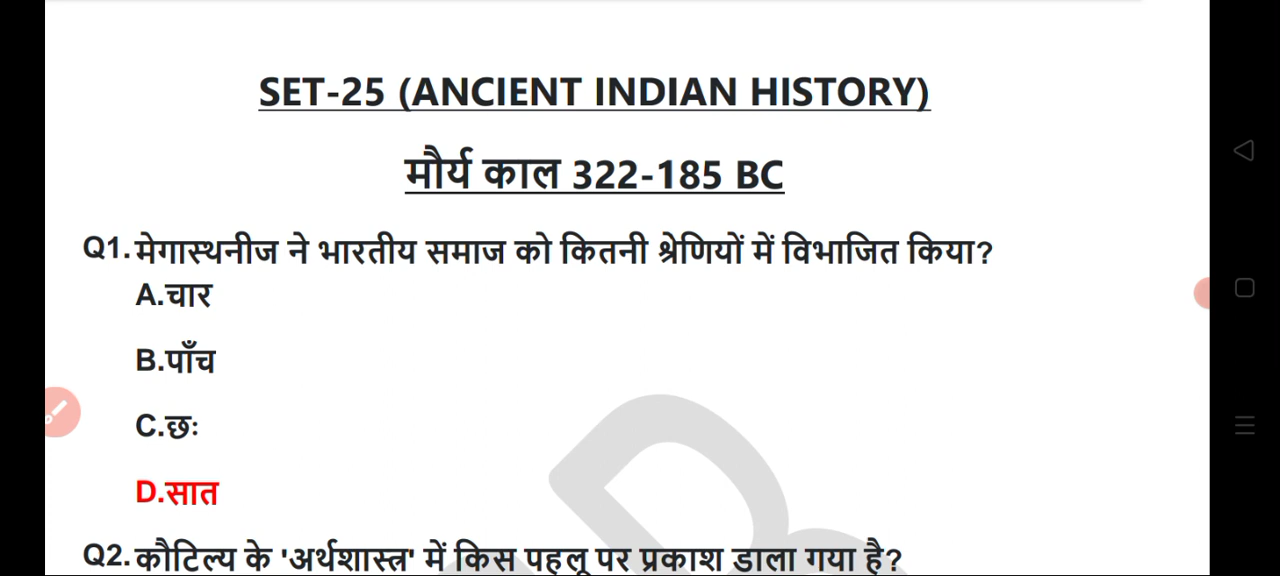 SET-25 (ANCIENT INDIAN HISTORY)
मौर्य काल 322-185 BC
Q1. मेगास्थनीज ने भारतीय समाज को कितनी श्रेणियों में विभाजित किया?
A.चार
B.पाँच
C.छः
D.सात
Q2. कौटिल्य के 'अर्थशास्त्र' में किस पहलू पर प्रकाश डाला गया है?